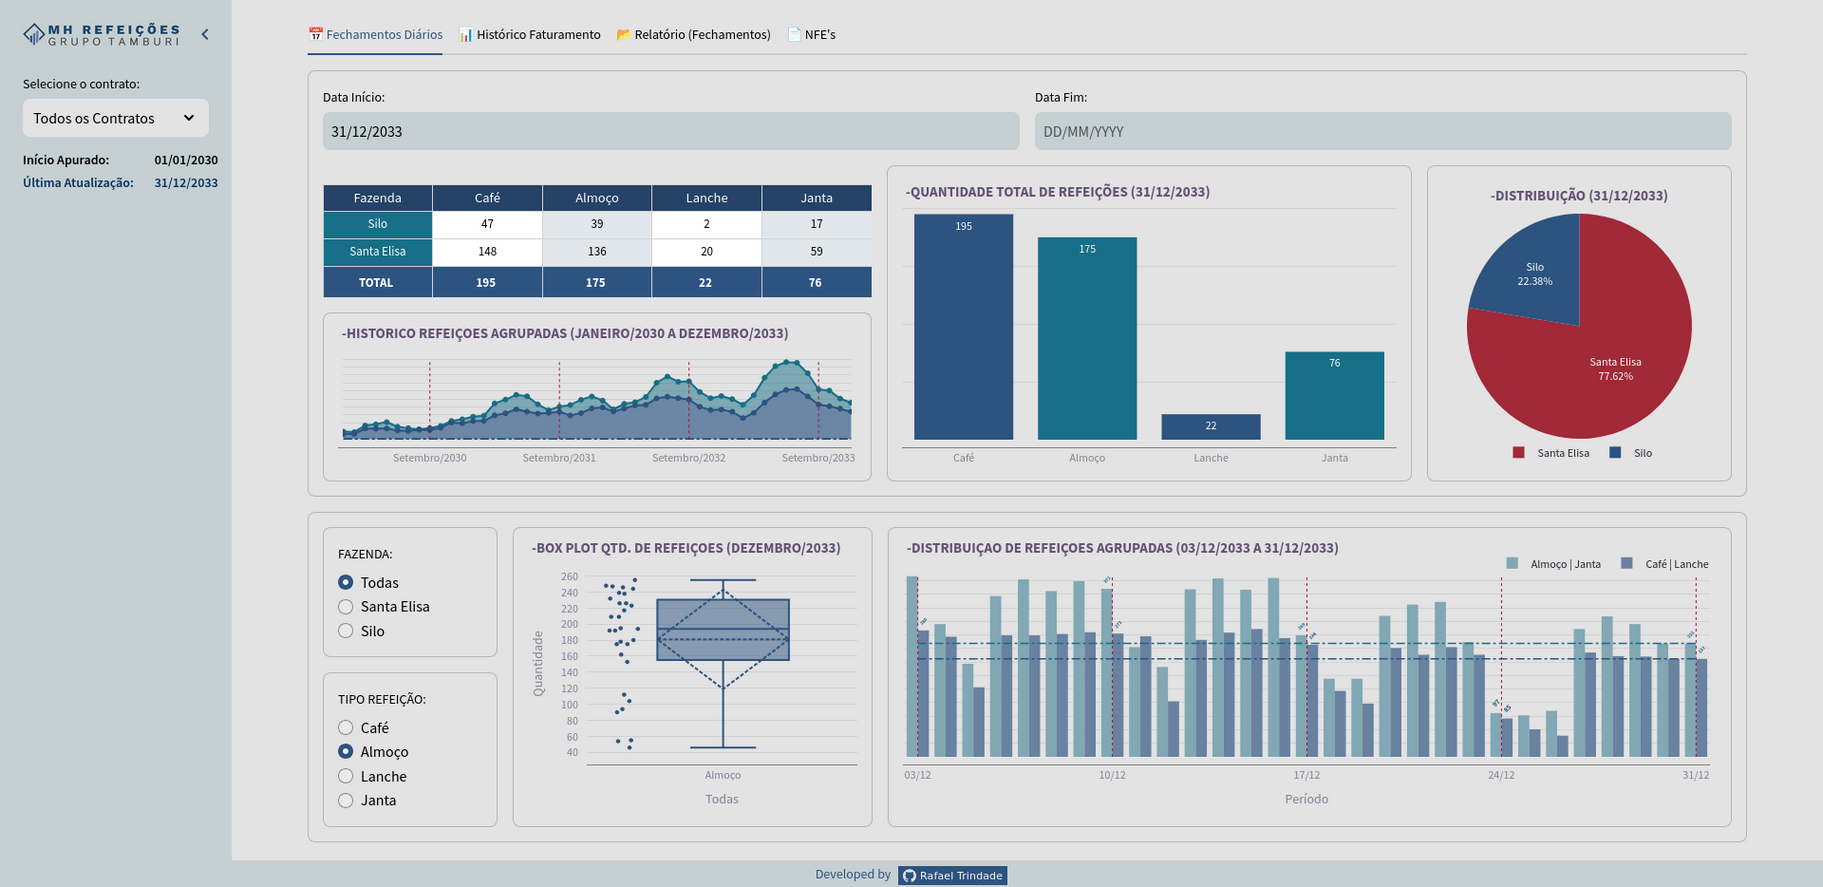 MH REFEIÇÕES
GRUPO TAMBURI
Selecione o contrato:
Todos os Contratos
Início Apurado: 01/01/2030
Última Atualização: 31/12/2033
Fechamentos Diários Histórico Faturamento Relatório (Fechamentos) NFE's
Data Início: Data Fim:
31/12/2033 DD/MM/YYYY
Fazenda Café Almoço Lanche Janta
Silo 47 39 2 17
Santa Elisa 148 136 20 59
TOTAL 195 175 22 76
-HISTORICO REFEIÇOES AGRUPADAS (JANEIRO/2030 A DEZEMBRO/2033)
Setembro/2030 Setembro/2031 Setembro/2032 Setembro/2033
-QUANTIDADE TOTAL DE REFEIÇÕES (31/12/2033)
195
175
22
76
Café Almoço Lanche Janta
-DISTRIBUIÇÃO (31/12/2033)
Silo
22.38%
Santa Elisa
77.62%
Santa Elisa Silo
FAZENDA:
Todas
Santa Elisa
Silo
TIPO REFEIÇÃO:
Café
Almoço
Lanche
Janta
-BOX PLOT QTD. DE REFEIÇOES (DEZEMBRO/2033)
Quantidade
260
240
220
200
180
160
140
120
100
80
60
40
Almoço
Todas
-DISTRIBUIÇAO DE REFEIÇOES AGRUPADAS (03/12/2033 A 31/12/2033)
Almoço | Janta Café | Lanche
03/12 10/12 17/12 24/12 31/12
Período
Developed by Rafael Trindade